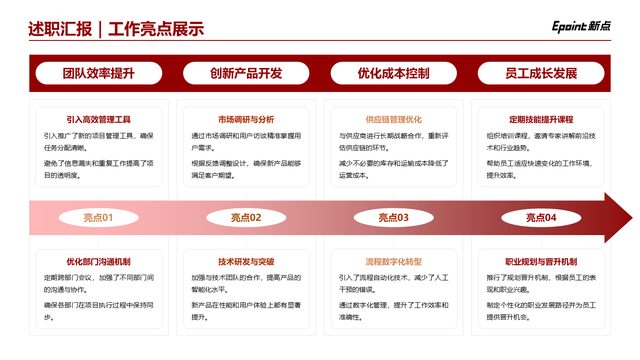 述职汇报｜工作亮点展示
Epoint 新点
团队效率提升
创新产品开发
优化成本控制
员工成长发展
引入高效管理工具
引入推广了新的项目管理工具，确保
任务分配清晰。
避免了信息漏失和重复工作提高了项
目的透明度。
市场调研与分析
通过市场调研和用户访谈精准掌握用
户需求。
根据反馈调整设计，确保新产品能够
满足客户期望。
供应链管理优化
与供应商进行长期战略合作，重新评
估供应链的环节。
减少不必要的库存和运输成本降低了
运营成本。
定期技能提升课程
组织培训课程，邀请专家讲解前沿技
术和行业趋势。
帮助员工适应快速变化的工作环境，
提升效率。
亮点01
亮点02
亮点03
亮点04
优化部门沟通机制
定期跨部门会议，加强了不同部门间
的沟通与协作。
确保各部门在项目执行过程中保持同
步。
技术研发与突破
加强与技术团队的合作，提高产品的
智能化水平。
新产品在性能和用户体验上都有显著
提升。
流程数字化转型
引入了流程自动化技术，减少了人工
干预的错误。
通过数字化管理，提升了工作效率和
准确性。
职业规划与晋升机制
推行了规划晋升机制，根据员工的表
现和职业兴趣。
制定个性化的职业发展路径并为员工
提供晋升机会。